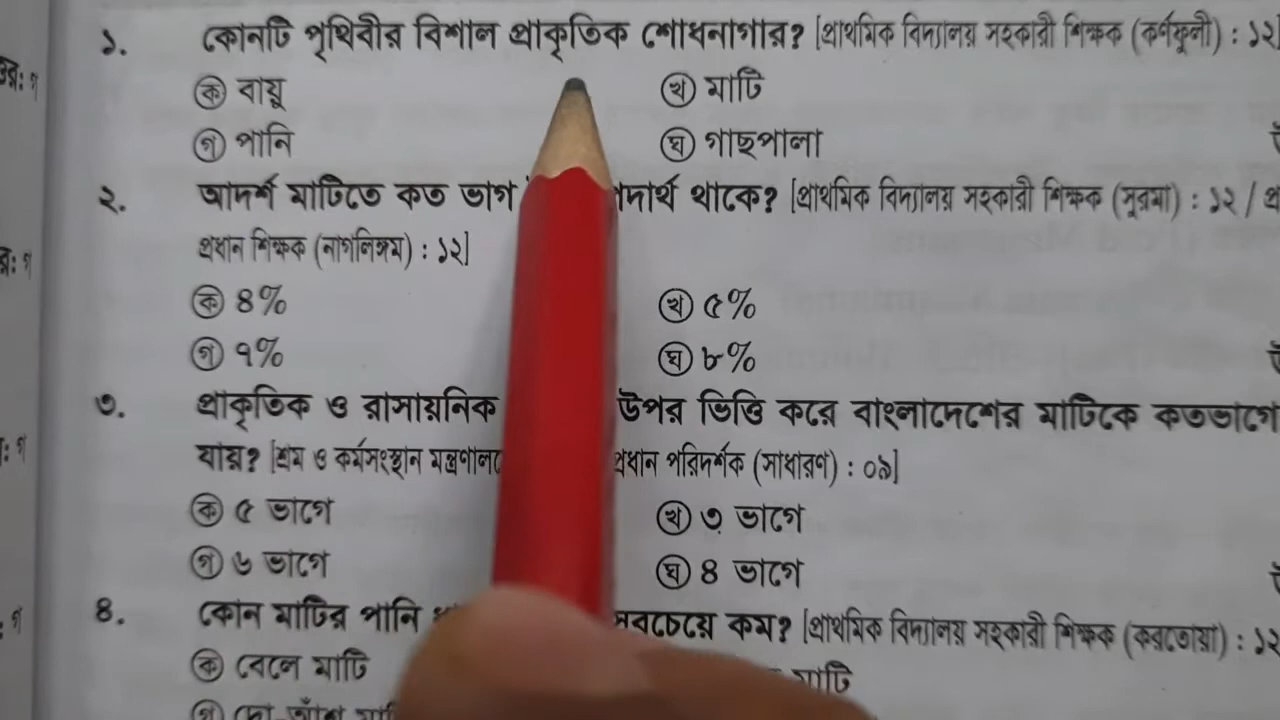 ১. কোনটি পৃথিবীর বিশাল প্রাকৃতিক শোধনাগার? [প্রাথমিক বিদ্যালয় সহকারী শিক্ষক (কর্ণফুলী) : ১২]
ক বায়ু খ মাটি
গ পানি ঘ গাছপালা
২. আদর্শ মাটিতে কত ভাগ থাকে? [প্রাথমিক বিদ্যালয় সহকারী শিক্ষক (সুরমা) : ১২ /
প্রধান শিক্ষক (নাগলিঙ্গম) : ১২]
ক ৪% খ ৫%
গ ৭% ঘ ৮%
৩. প্রাকৃতিক ও রাসায়নিক উপর ভিত্তি করে বাংলাদেশের মাটিকে কতভাগে
যায়? [শ্রম ও কর্মসংস্থান প্রধান পরিদর্শক (সাধারণ) : ০৯]
ক ৫ ভাগে খ ৩ ভাগে
গ ৬ ভাগে ঘ ৪ ভাগে
৪. কোন মাটির পানি সবচেয়ে কম? [প্রাথমিক বিদ্যালয় সহকারী শিক্ষক (করতোয়া) : ১২
ক বেলে মাটি মাটি